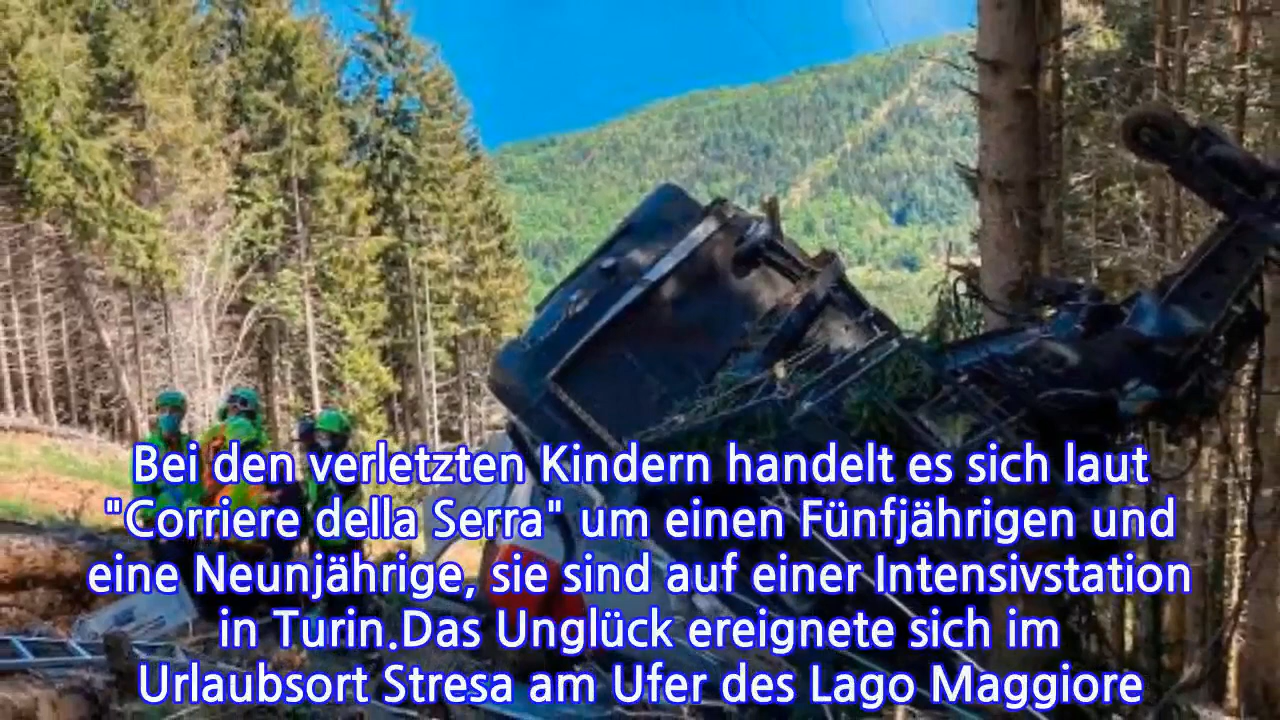 Bei den verletzten Kindern handelt es sich laut
"Corriere della Serra" um einen Fünfjährigen und
eine Neunjährige, sie sind auf einer Intensivstation
in Turin.Das Unglück ereignete sich im
Urlaubsort Stresa am Ufer des Lago Maggiore